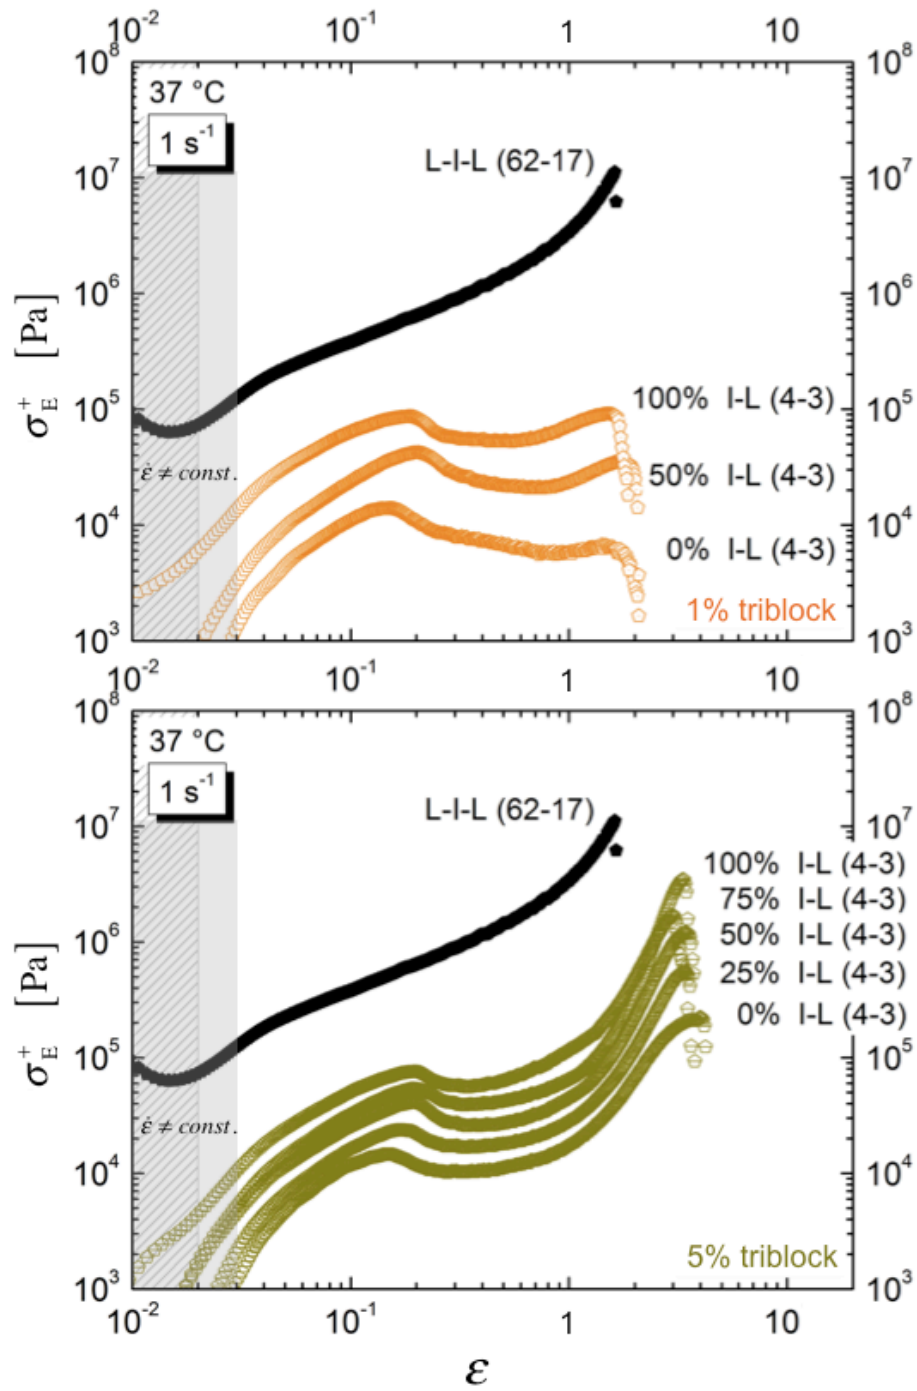 10⁻² 10⁻¹ 1 10
10⁸ 10⁸
37 °C
1 s⁻¹
L-I-L (62-17)
10⁷ 10⁷
10⁶ 10⁶
σ_E⁺ [Pa]
10⁵ 100% I-L (4-3) 10⁵
ε̇ ≠ const. 50% I-L (4-3)
10⁴ 0% I-L (4-3) 10⁴
1% triblock
10³ 10³
10⁻² 10⁻¹ 1 10
10⁸ 10⁸
37 °C
1 s⁻¹
L-I-L (62-17)
10⁷ 10⁷
100% I-L (4-3)
75% I-L (4-3)
10⁶ 50% I-L (4-3) 10⁶
25% I-L (4-3)
σ_E⁺ [Pa]
0% I-L (4-3)
10⁵ 10⁵
ε̇ ≠ const.
10⁴ 10⁴
5% triblock
10³ 10³
10⁻² 10⁻¹ 1 10
ε